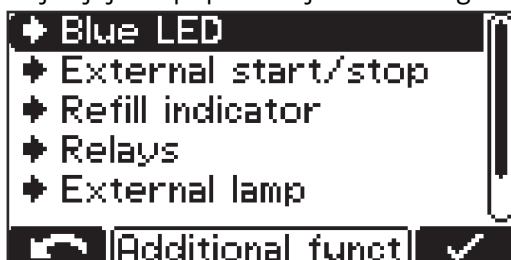 Blue LED
External start/stop
Refill indicator
Relays
External lamp
Additional funct